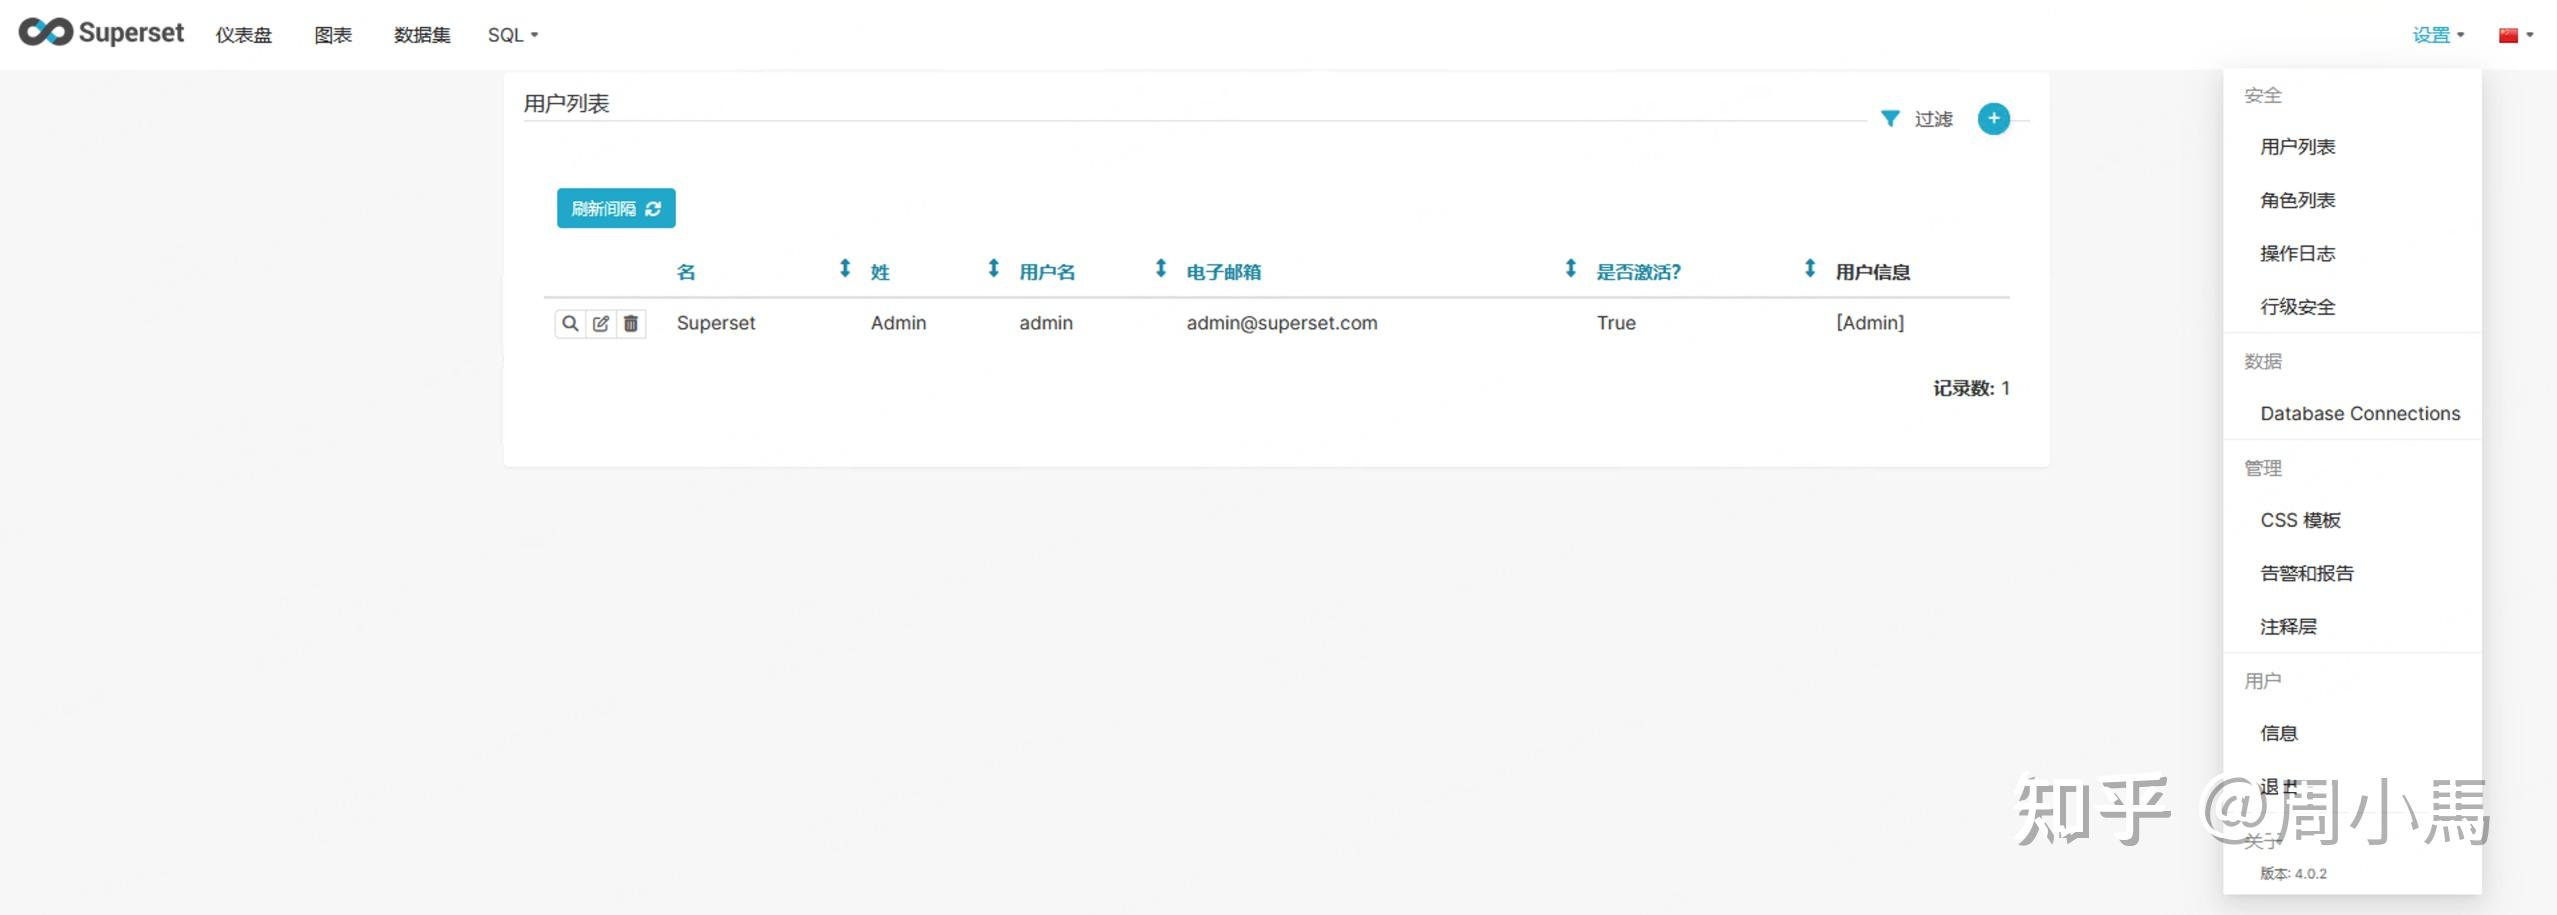 Superset 仪表盘 图表 数据集 SQL 设置
用户列表
过滤
刷新间隔
名 姓 用户名 电子邮箱 是否激活? 用户信息
Superset Admin admin admin@superset.com True [Admin]
记录数: 1
安全
用户列表
角色列表
操作日志
行级安全
数据
Database Connections
管理
CSS 模板
告警和报告
注释层
用户
信息
退出
关于
版本: 4.0.2
知乎 @周小馬